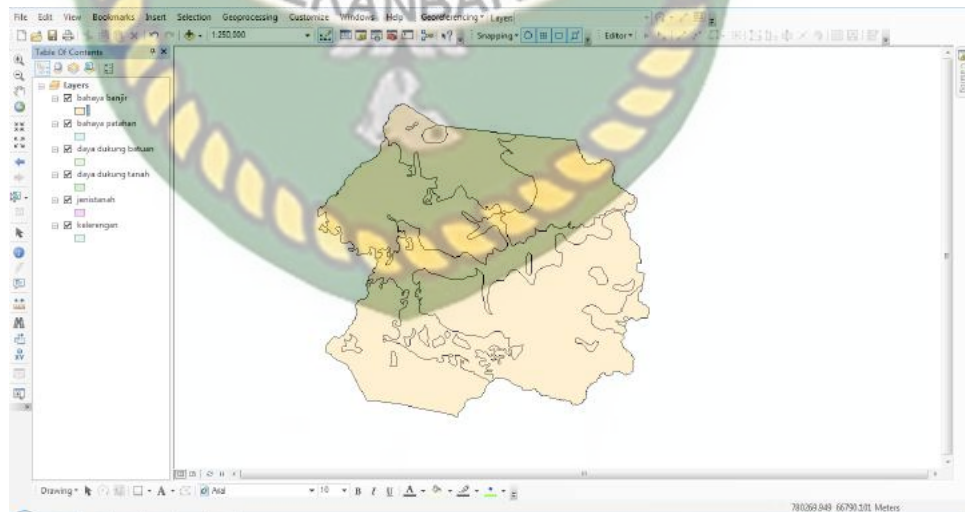 File Edit View Bookmarks Insert Selection Geoprocessing Customize Windows Help Georeferencing Layer:
1:250,000 Snapping Editor
Table Of Contents
Layers
bahaya banjir
bahaya patahan
daya dukung batuan
daya dukung tanah
jenistanah
kelerengan
Drawing A Arial 10 B I U A
780269.949 66790.101 Meters